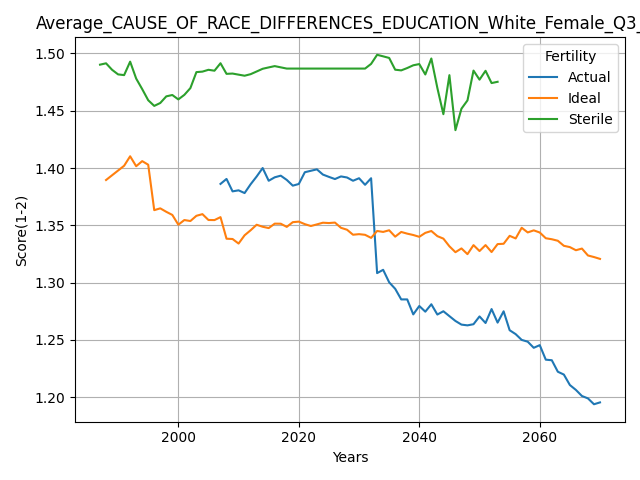 Average_CAUSE_OF_RACE_DIFFERENCES_EDUCATION_White_Female_Q3_
Fertility
Actual
Ideal
Sterile
Score(1-2)
1.50
1.45
1.40
1.35
1.30
1.25
1.20
2000
2020
2040
2060
Years